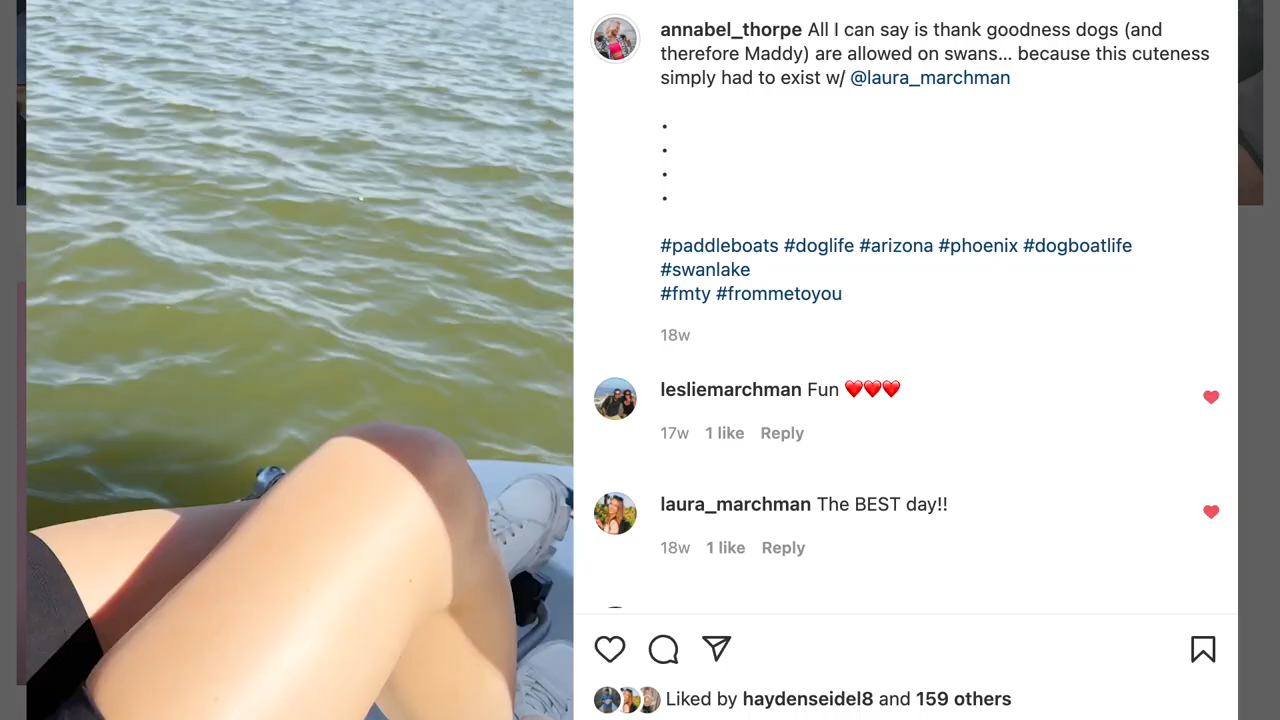 annabel_thorpe All I can say is thank goodness dogs (and
therefore Maddy) are allowed on swans... because this cuteness
simply had to exist w/ @laura_marchman
•
•
•
•
#paddleboats #doglife #arizona #phoenix #dogboatlife
#swanlake
#fmty #frommetoyou
18w
lesliemarchman Fun ❤️❤️❤️
17w 1 like Reply
laura_marchman The BEST day!!
18w 1 like Reply
Liked by haydenseidel8 and 159 others